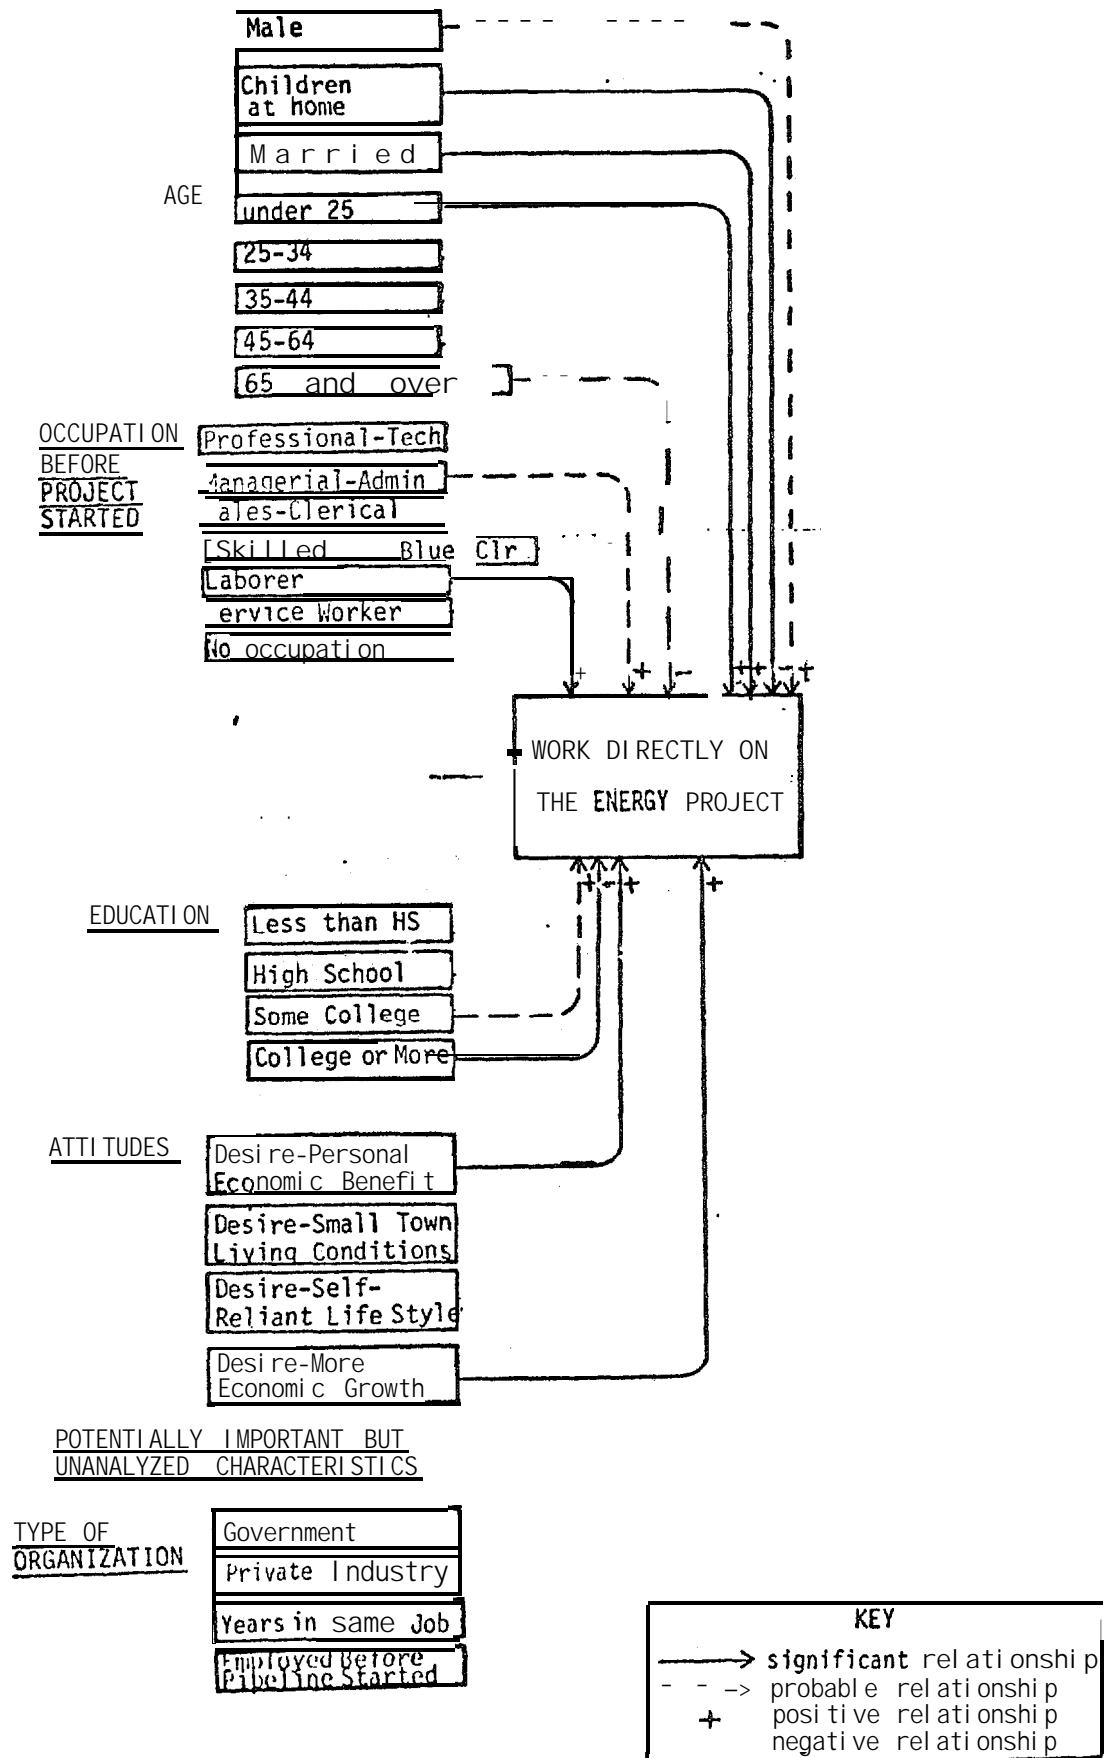 Male
Children
at home
Married
AGE
under 25
25-34
35-44
45-64
65 and over
OCCUPATION
BEFORE
PROJECT
STARTED
Professional-Tech
Managerial-Admin
ales-Clerical
[Skilled Blue Clr
Laborer
ervice Worker
No occupation
+ + - + + - +
WORK DIRECTLY ON
THE ENERGY PROJECT
+ - + +
EDUCATION
Less than HS
High School
Some College
College or More
ATTITUDES
Desire-Personal
Economic Benefit
Desire-Small Town
Living Conditions
Desire-Self-
Reliant Life Style
Desire-More
Economic Growth
POTENTIALLY IMPORTANT BUT
UNANALYZED CHARACTERISTICS
TYPE OF
ORGANIZATION
Government
Private Industry
Years in same Job
Employed Before
Pipeline Started
KEY
significant relationship
probable relationship
+ positive relationship
negative relationship